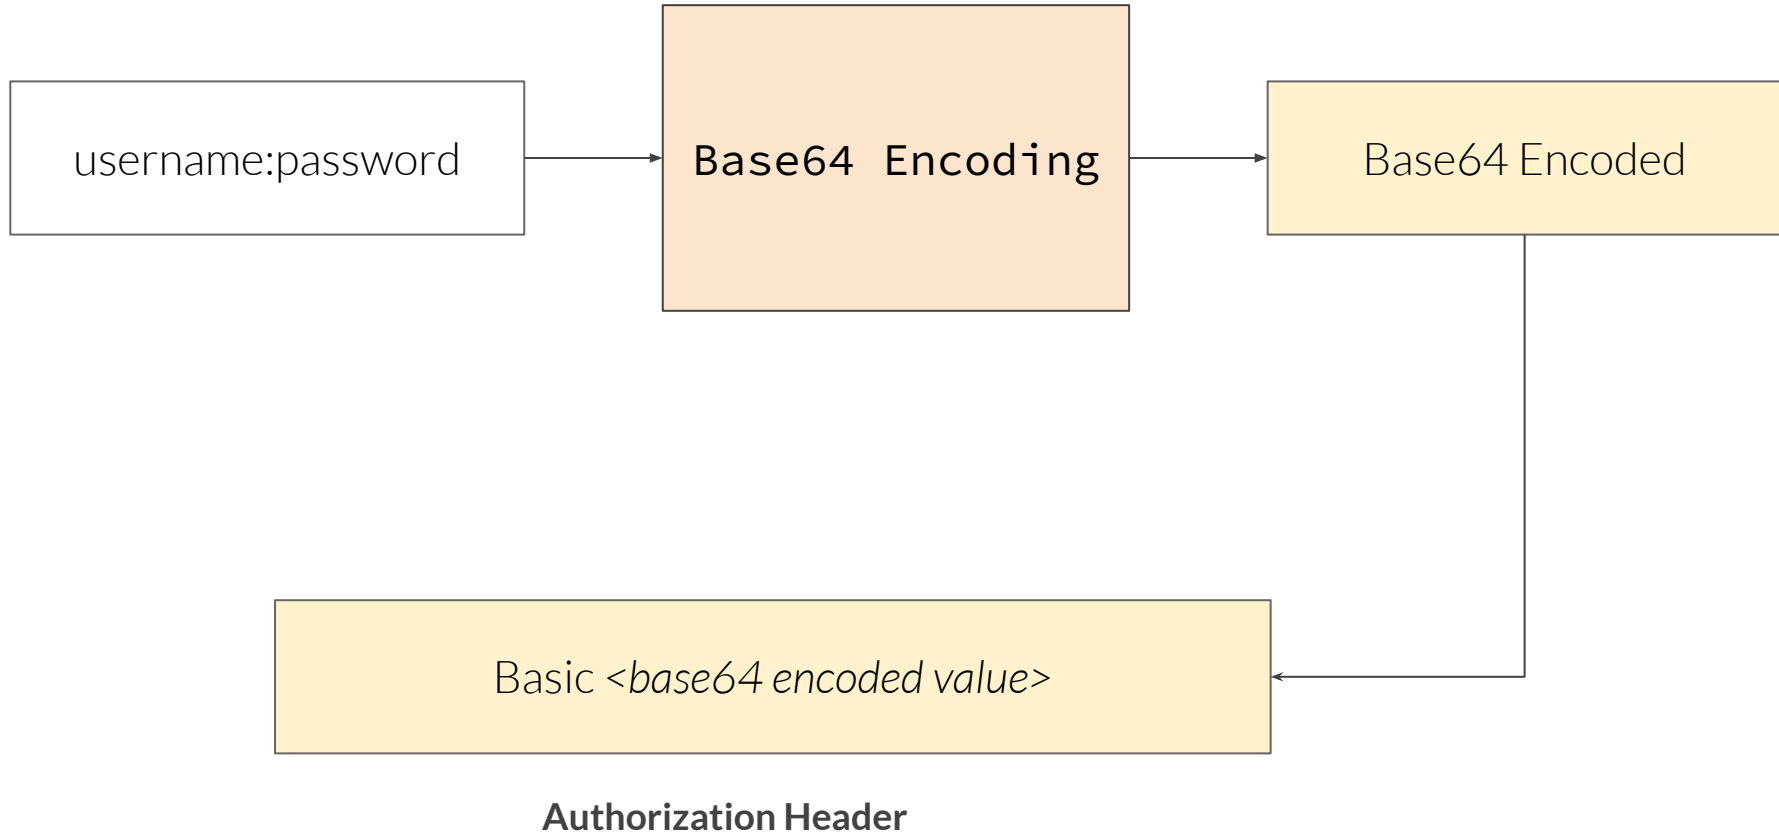 username:password
Base64 Encoding
Base64 Encoded
Basic <base64 encoded value>
Authorization Header